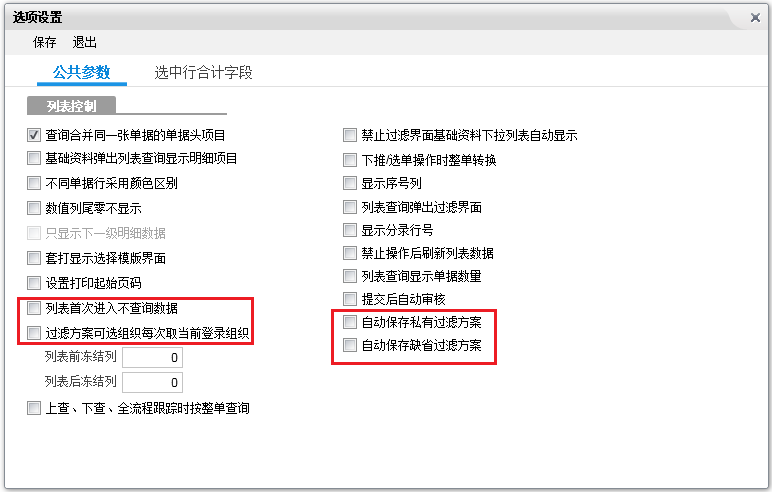 选项设置
保存 退出
公共参数 选中行合计字段
列表控制
查询合并同一张单据的单据头项目
基础资料弹出列表查询显示明细项目
不同单据行采用颜色区别
数值列尾零不显示
只显示下一级明细数据
套打显示选择模版界面
设置打印起始页码
列表首次进入不查询数据
过滤方案可选组织每次取当前登录组织
列表前冻结列 0
列表后冻结列 0
上查、下查、全流程跟踪时按整单查询
禁止过滤界面基础资料下拉列表自动显示
下推/选单操作时整单转换
显示序号列
列表查询弹出过滤界面
显示分录行号
禁止操作后刷新列表数据
列表查询显示单据数量
提交后自动审核
自动保存私有过滤方案
自动保存缺省过滤方案